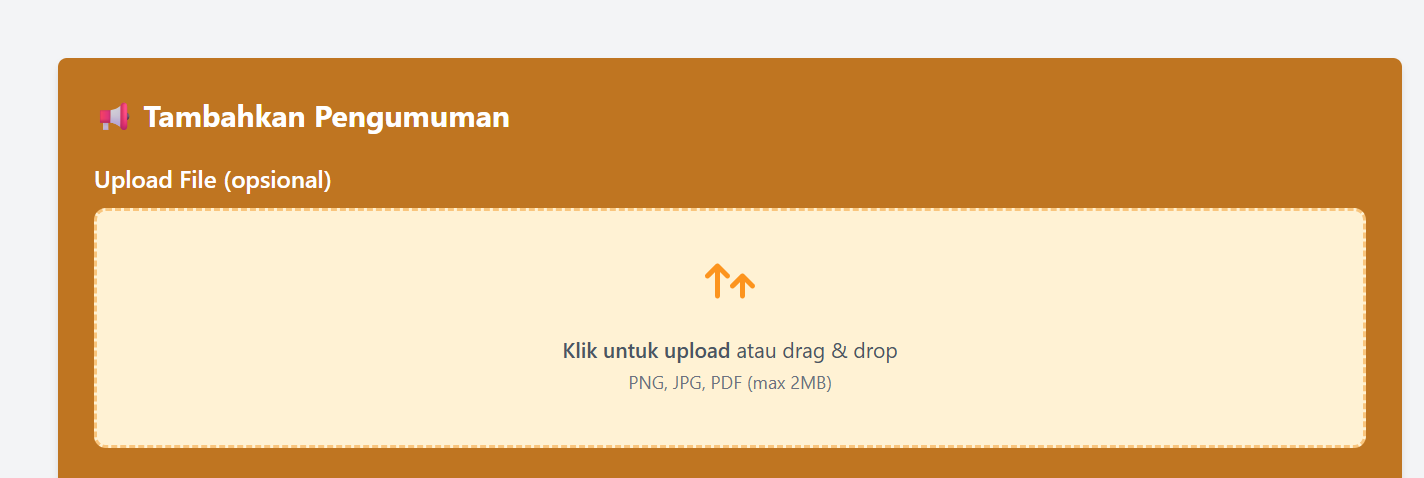 Tambahkan Pengumuman
Upload File (opsional)
Klik untuk upload atau drag & drop
PNG, JPG, PDF (max 2MB)